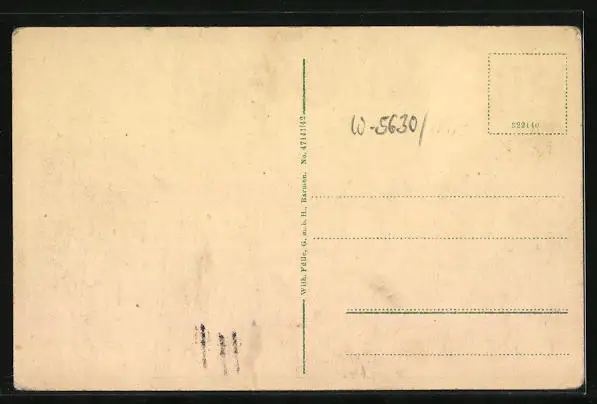 Wilh. Fülle, G. m. b. H., Barmen. No. 47141|42
W-5630/
322140